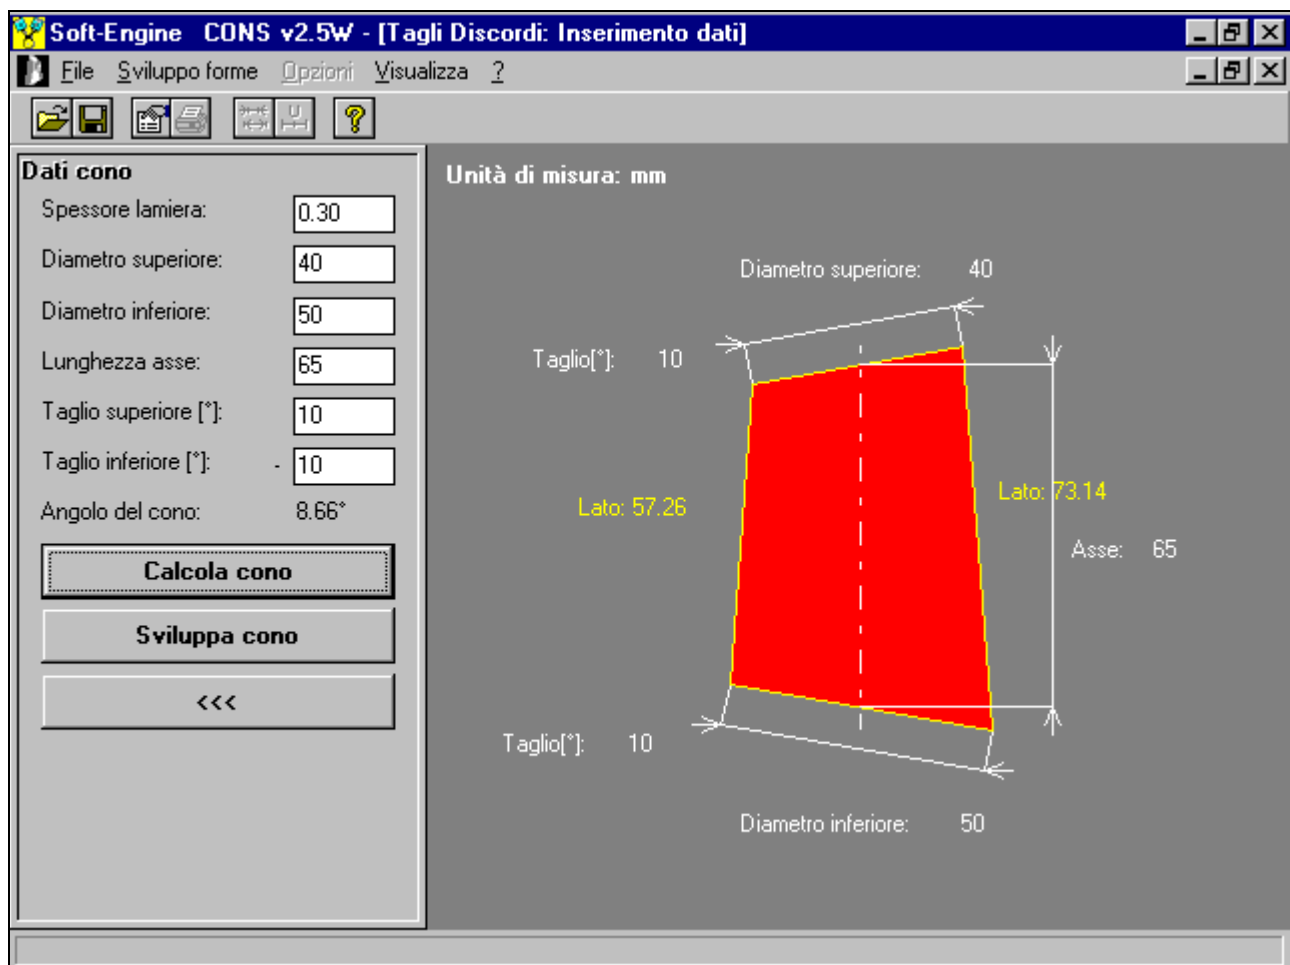 Soft-Engine CONS v2.5W - [Tagli Discordi: Inserimento dati]
File Sviluppo forme Opzioni Visualizza ?
Dati cono
Spessore lamiera: 0.30
Diametro superiore: 40
Diametro inferiore: 50
Lunghezza asse: 65
Taglio superiore [°]: 10
Taglio inferiore [°]: - 10
Angolo del cono: 8.66°
Calcola cono
Sviluppa cono
<<<
Unità di misura: mm
Diametro superiore: 40
Taglio[°]: 10
Lato: 57.26
Lato: 73.14
Asse: 65
Taglio[°]: 10
Diametro inferiore: 50